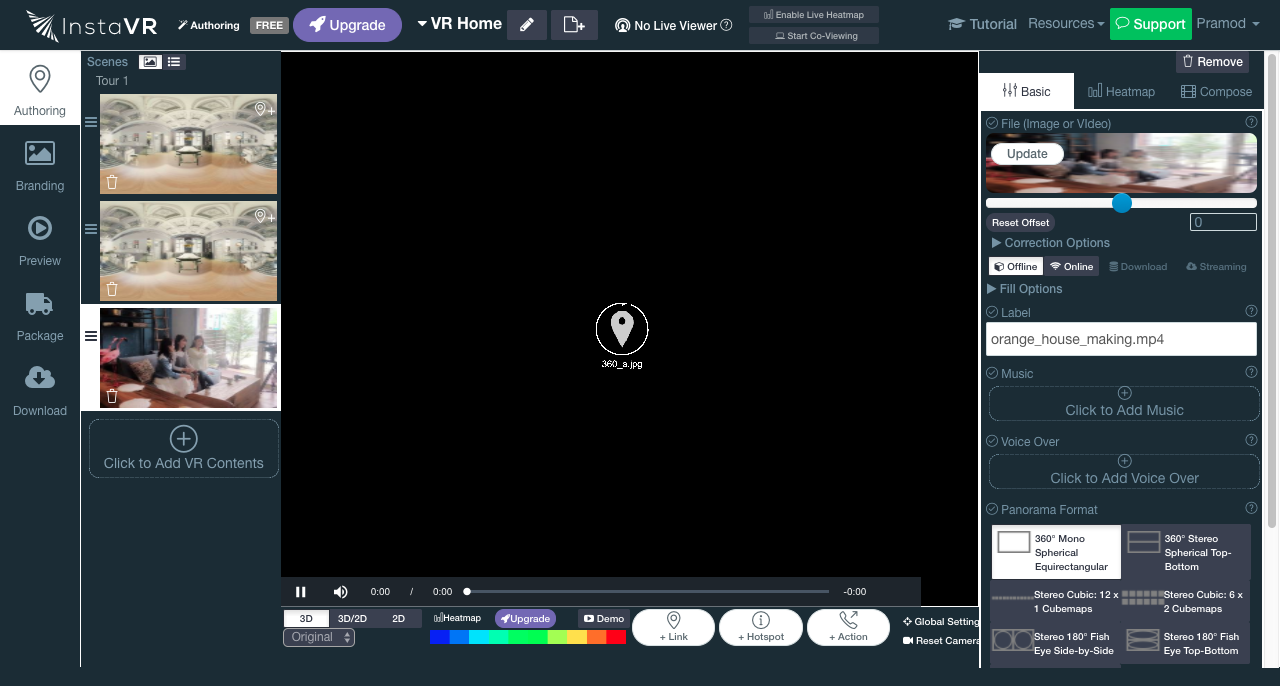 InstaVR
Authoring
FREE
Upgrade
VR Home
No Live Viewer
Enable Live Heatmap
Start Co-Viewing
Tutorial
Resources
Support
Pramod
Authoring
Branding
Preview
Package
Download
Scenes
Tour 1
Click to Add VR Contents
360_a.jpg
0:00 / 0:00
-0:00
3D 3D/2D 2D
Original
Heatmap
Upgrade
Demo
+ Link
+ Hotspot
+ Action
Global Setting
Reset Camera
Remove
Basic
Heatmap
Compose
File (Image or VIdeo)
Update
Reset Offset
0
Correction Options
Offline
Online
Download
Streaming
Fill Options
Label
orange_house_making.mp4
Music
Click to Add Music
Voice Over
Click to Add Voice Over
Panorama Format
360° Mono
Spherical
Equirectangular
360° Stereo
Spherical Top-
Bottom
Stereo Cubic: 12 x
1 Cubemaps
Stereo Cubic: 6 x
2 Cubemaps
Stereo 180° Fish
Eye Side-by-Side
Stereo 180° Fish
Eye Top-Bottom